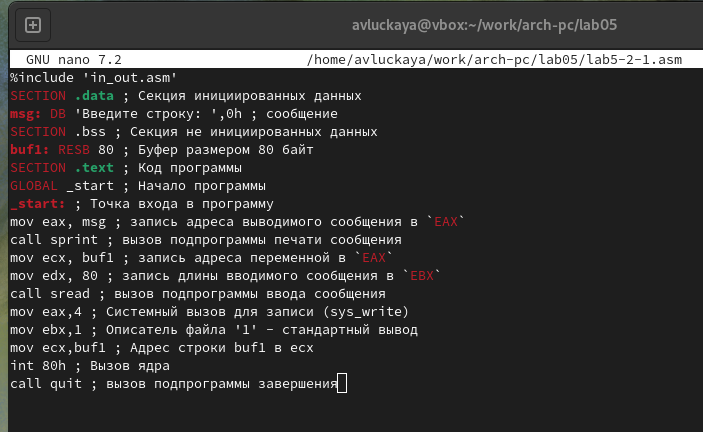 avluckaya@vbox:~/work/arch-pc/lab05
GNU nano 7.2 /home/avluckaya/work/arch-pc/lab05/lab5-2-1.asm
%include 'in_out.asm'
SECTION .data ; Секция инициированных данных
msg: DB 'Введите строку: ',0h ; сообщение
SECTION .bss ; Секция не инициированных данных
buf1: RESB 80 ; Буфер размером 80 байт
SECTION .text ; Код программы
GLOBAL _start ; Начало программы
_start: ; Точка входа в программу
mov eax, msg ; запись адреса выводимого сообщения в `EAX`
call sprint ; вызов подпрограммы печати сообщения
mov ecx, buf1 ; запись адреса переменной в `EAX`
mov edx, 80 ; запись длины вводимого сообщения в `EBX`
call sread ; вызов подпрограммы ввода сообщения
mov eax,4 ; Системный вызов для записи (sys_write)
mov ebx,1 ; Описатель файла '1' - стандартный вывод
mov ecx,buf1 ; Адрес строки buf1 в ecx
int 80h ; Вызов ядра
call quit ; вызов подпрограммы завершения